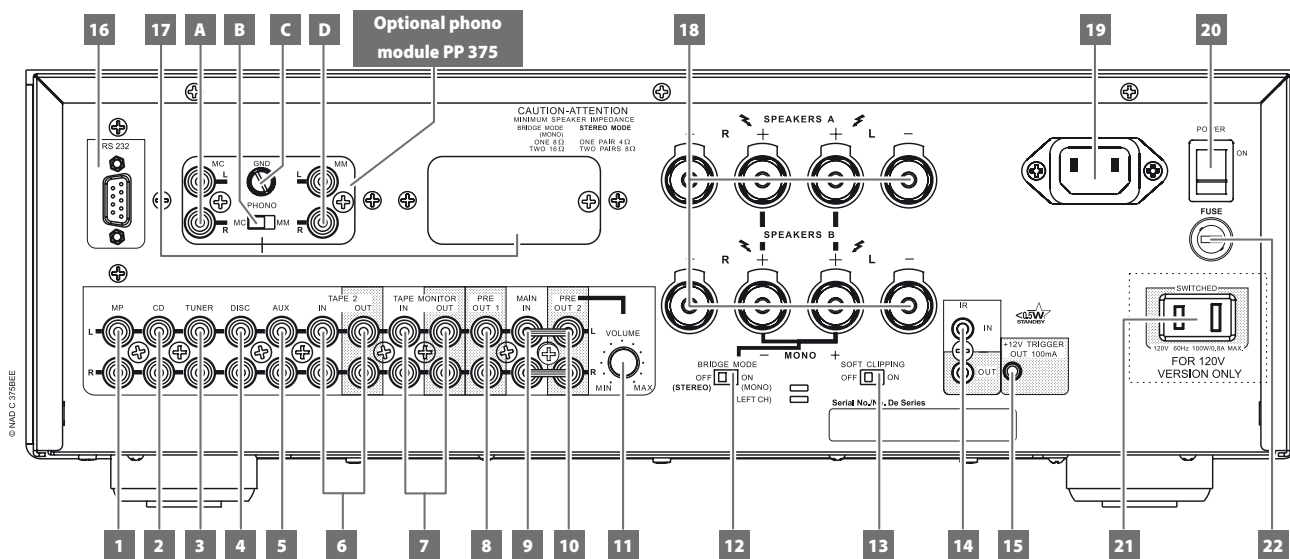 16
17
A
B
C
D
Optional phono
module PP 375
18
19
20
CAUTION-ATTENTION
MINIMUM SPEAKER IMPEDANCE
BRIDGE MODE
(MONO)
ONE 8Ω
TWO 16Ω
STEREO MODE
ONE PAIR 4Ω
TWO PAIRS 8Ω
RS 232
MC
L
R
GND
PHONO
MC
MM
MM
L
R
SPEAKERS A
- R + + L -
SPEAKERS B
- R + + L -
- MONO +
POWER
ON
FUSE
SWITCHED
120V 60Hz 100W/0,8A MAX.
FOR 120V
VERSION ONLY
MP
CD
TUNER
DISC
AUX
TAPE 2
IN
OUT
TAPE MONITOR
IN
OUT
PRE
OUT 1
MAIN
IN
PRE
OUT 2
L
R
L
R
VOLUME
MIN
MAX
BRIDGE MODE
OFF
ON
(STEREO)
(MONO)
LEFT CH)
SOFT CLIPPING
OFF
ON
Serial No./No. De Series
IR
IN
OUT
<0.5W
STANDBY
+12V TRIGGER
OUT 100mA
© NAD C 375BEE
1
2
3
4
5
6
7
8
9
10
11
12
13
14
15
21
22